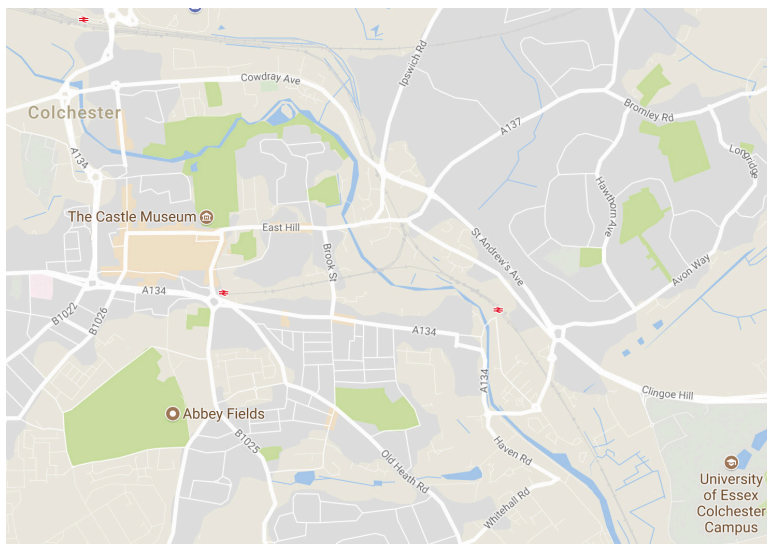 Cowdray Ave
Ipswich Rd
Colchester
Bromley Rd
A137
A134
Longridge
Hawthorn Ave
The Castle Museum
East Hill
St Andrew's Ave
Brook St
Avon Way
A134
B1022
B1026
A134
A134
Clingoe Hill
Abbey Fields
B1025
Haven Rd
Old Heath Rd
Whitehall Rd
University
of Essex
Colchester
Campus